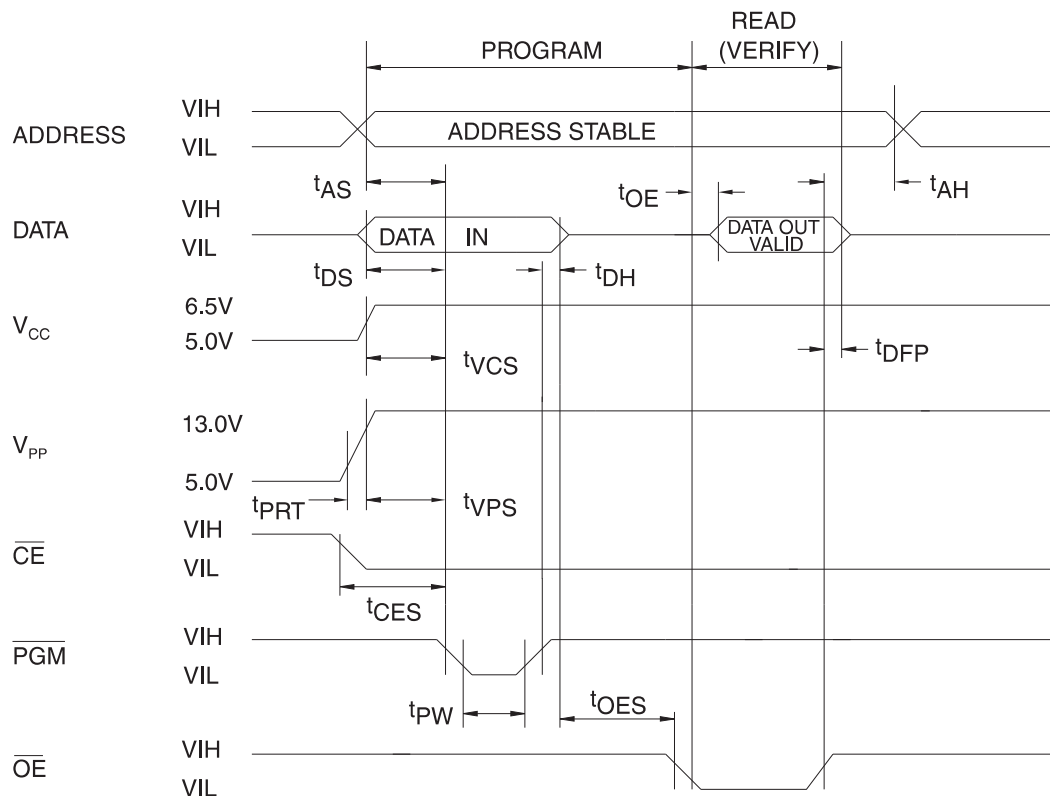 READ
PROGRAM (VERIFY)
VIH
ADDRESS ADDRESS STABLE
VIL
tAS tOE tAH
VIH
DATA DATA IN DATA OUT VALID
VIL
tDS tDH
6.5V
VCC
5.0V
tVCS tDFP
13.0V
VPP
5.0V
tPRT tVPS
VIH
CE
VIL
tCES
VIH
PGM
VIL
tPW tOES
VIH
OE
VIL